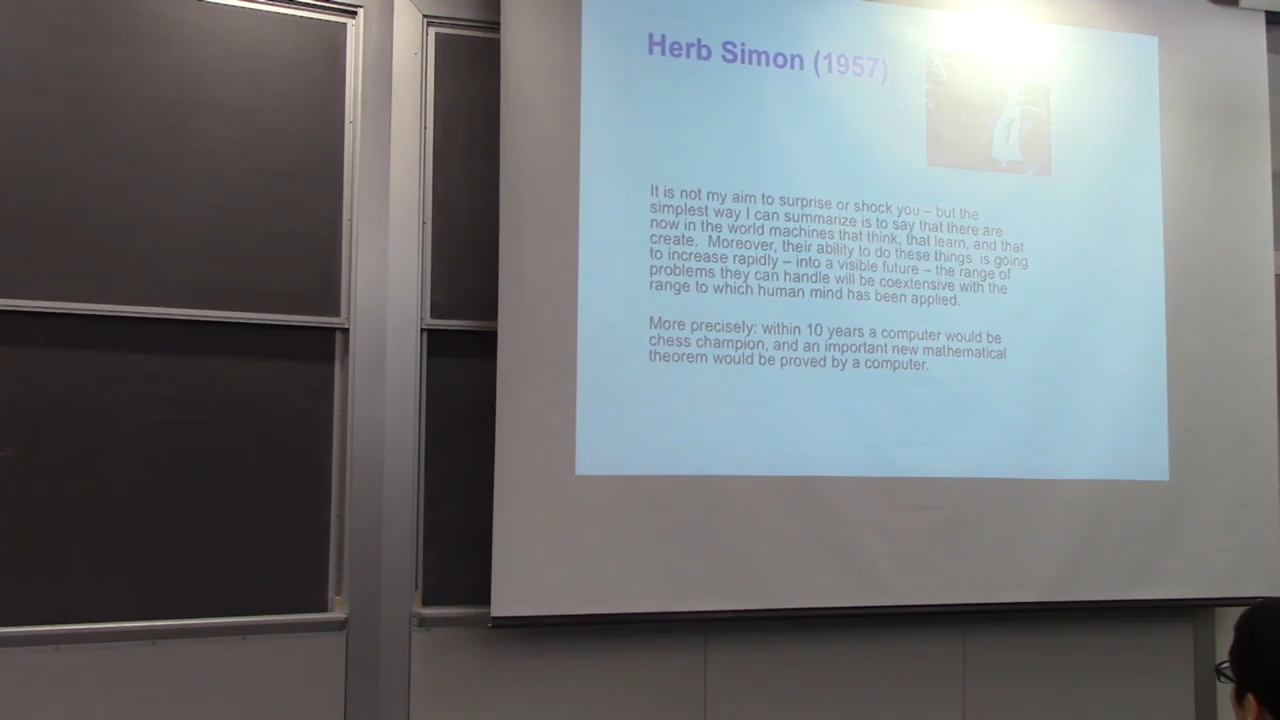 Herb Simon (1957)
It is not my aim to surprise or shock you – but the
simplest way I can summarize is to say that there are
now in the world machines that think, that learn, and that
create. Moreover, their ability to do these things is going
to increase rapidly – into a visible future – the range of
problems they can handle will be coextensive with the
range to which human mind has been applied.
More precisely: within 10 years a computer would be
chess champion, and an important new mathematical
theorem would be proved by a computer.